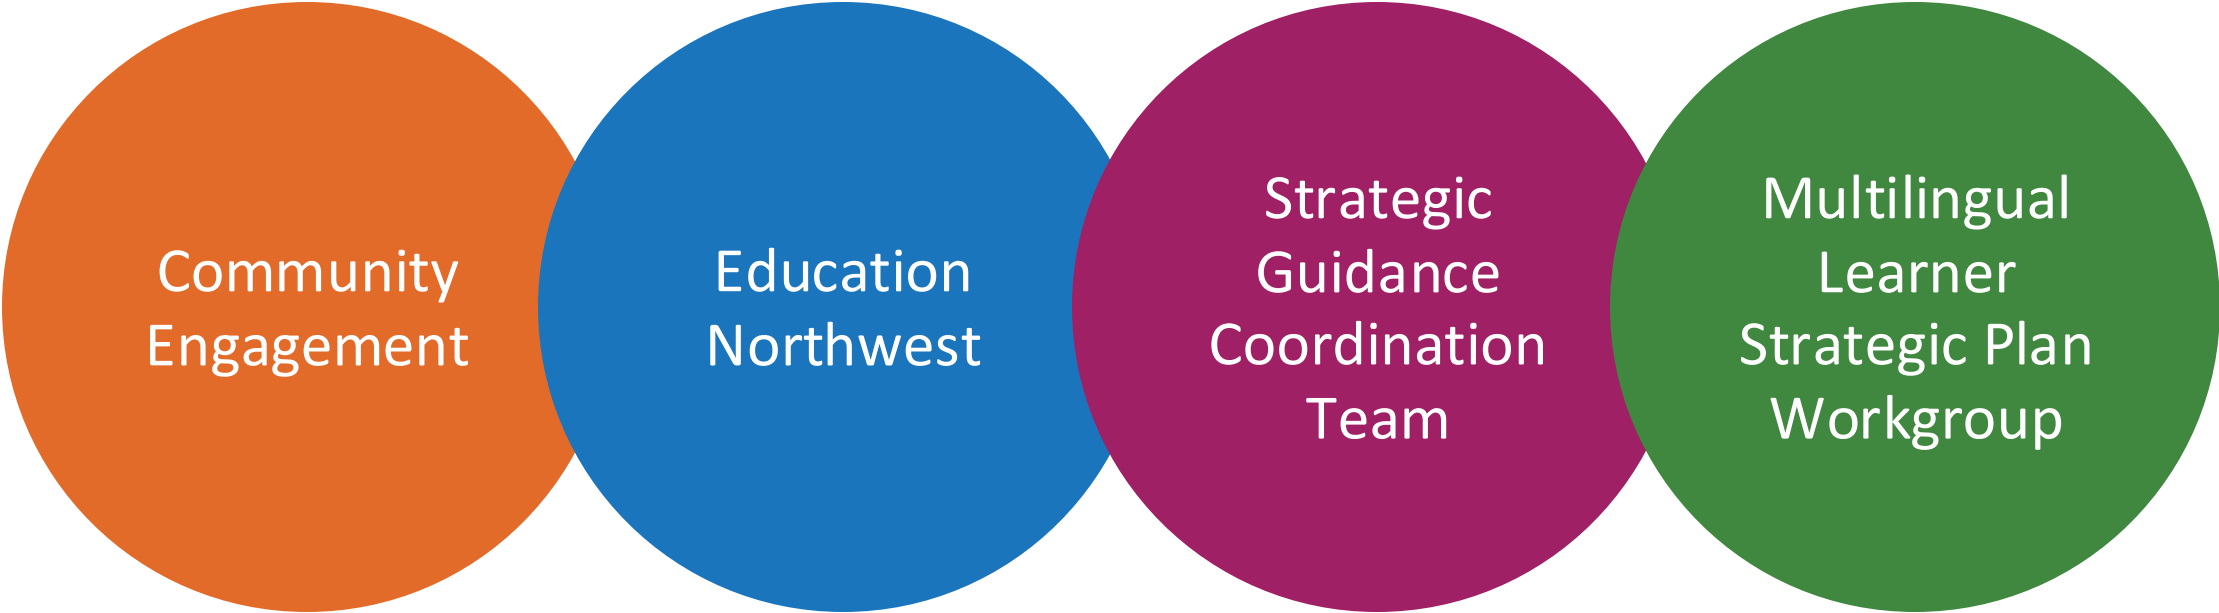 Community
Engagement
Education
Northwest
Strategic
Guidance
Coordination
Team
Multilingual
Learner
Strategic Plan
Workgroup